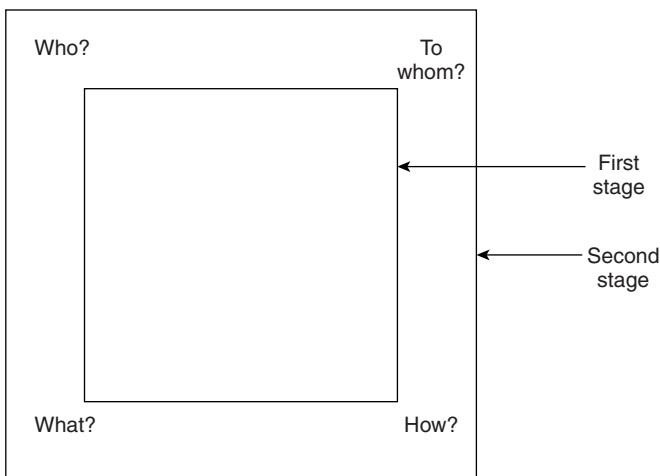 Who?
To
whom?
First
stage
Second
stage
What?
How?